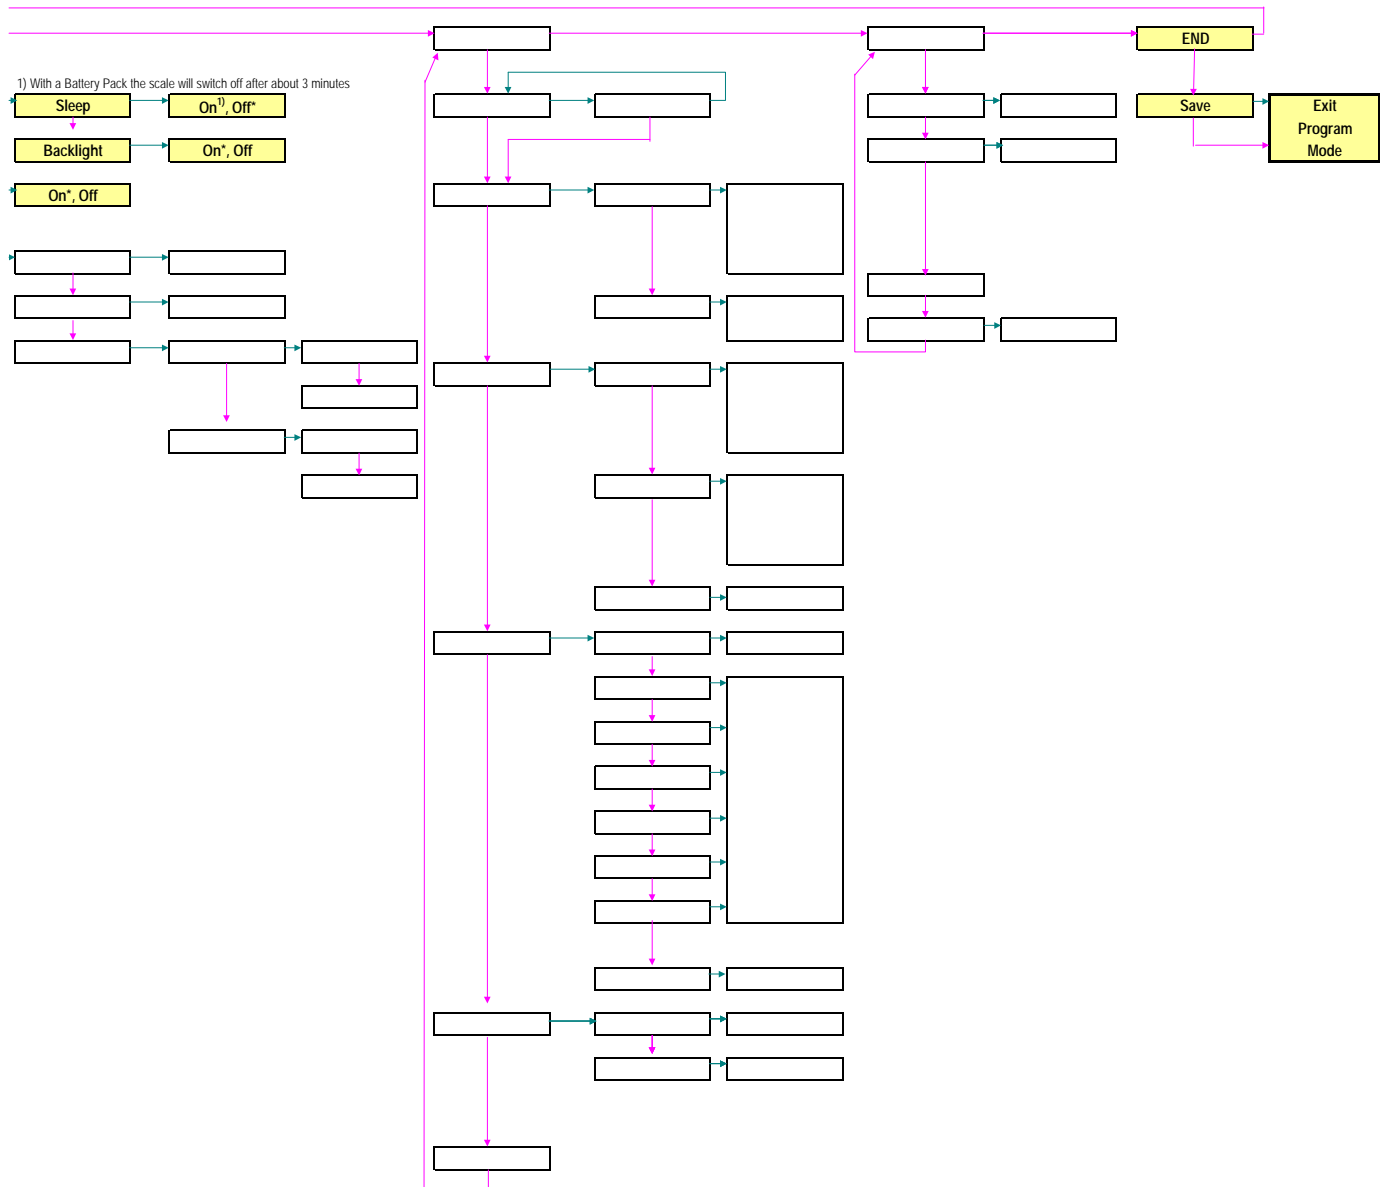 END
1) With a Battery Pack the scale will switch off after about 3 minutes
Sleep
On1), Off*
Save
Exit
Program
Mode
Backlight
On*, Off
On*, Off